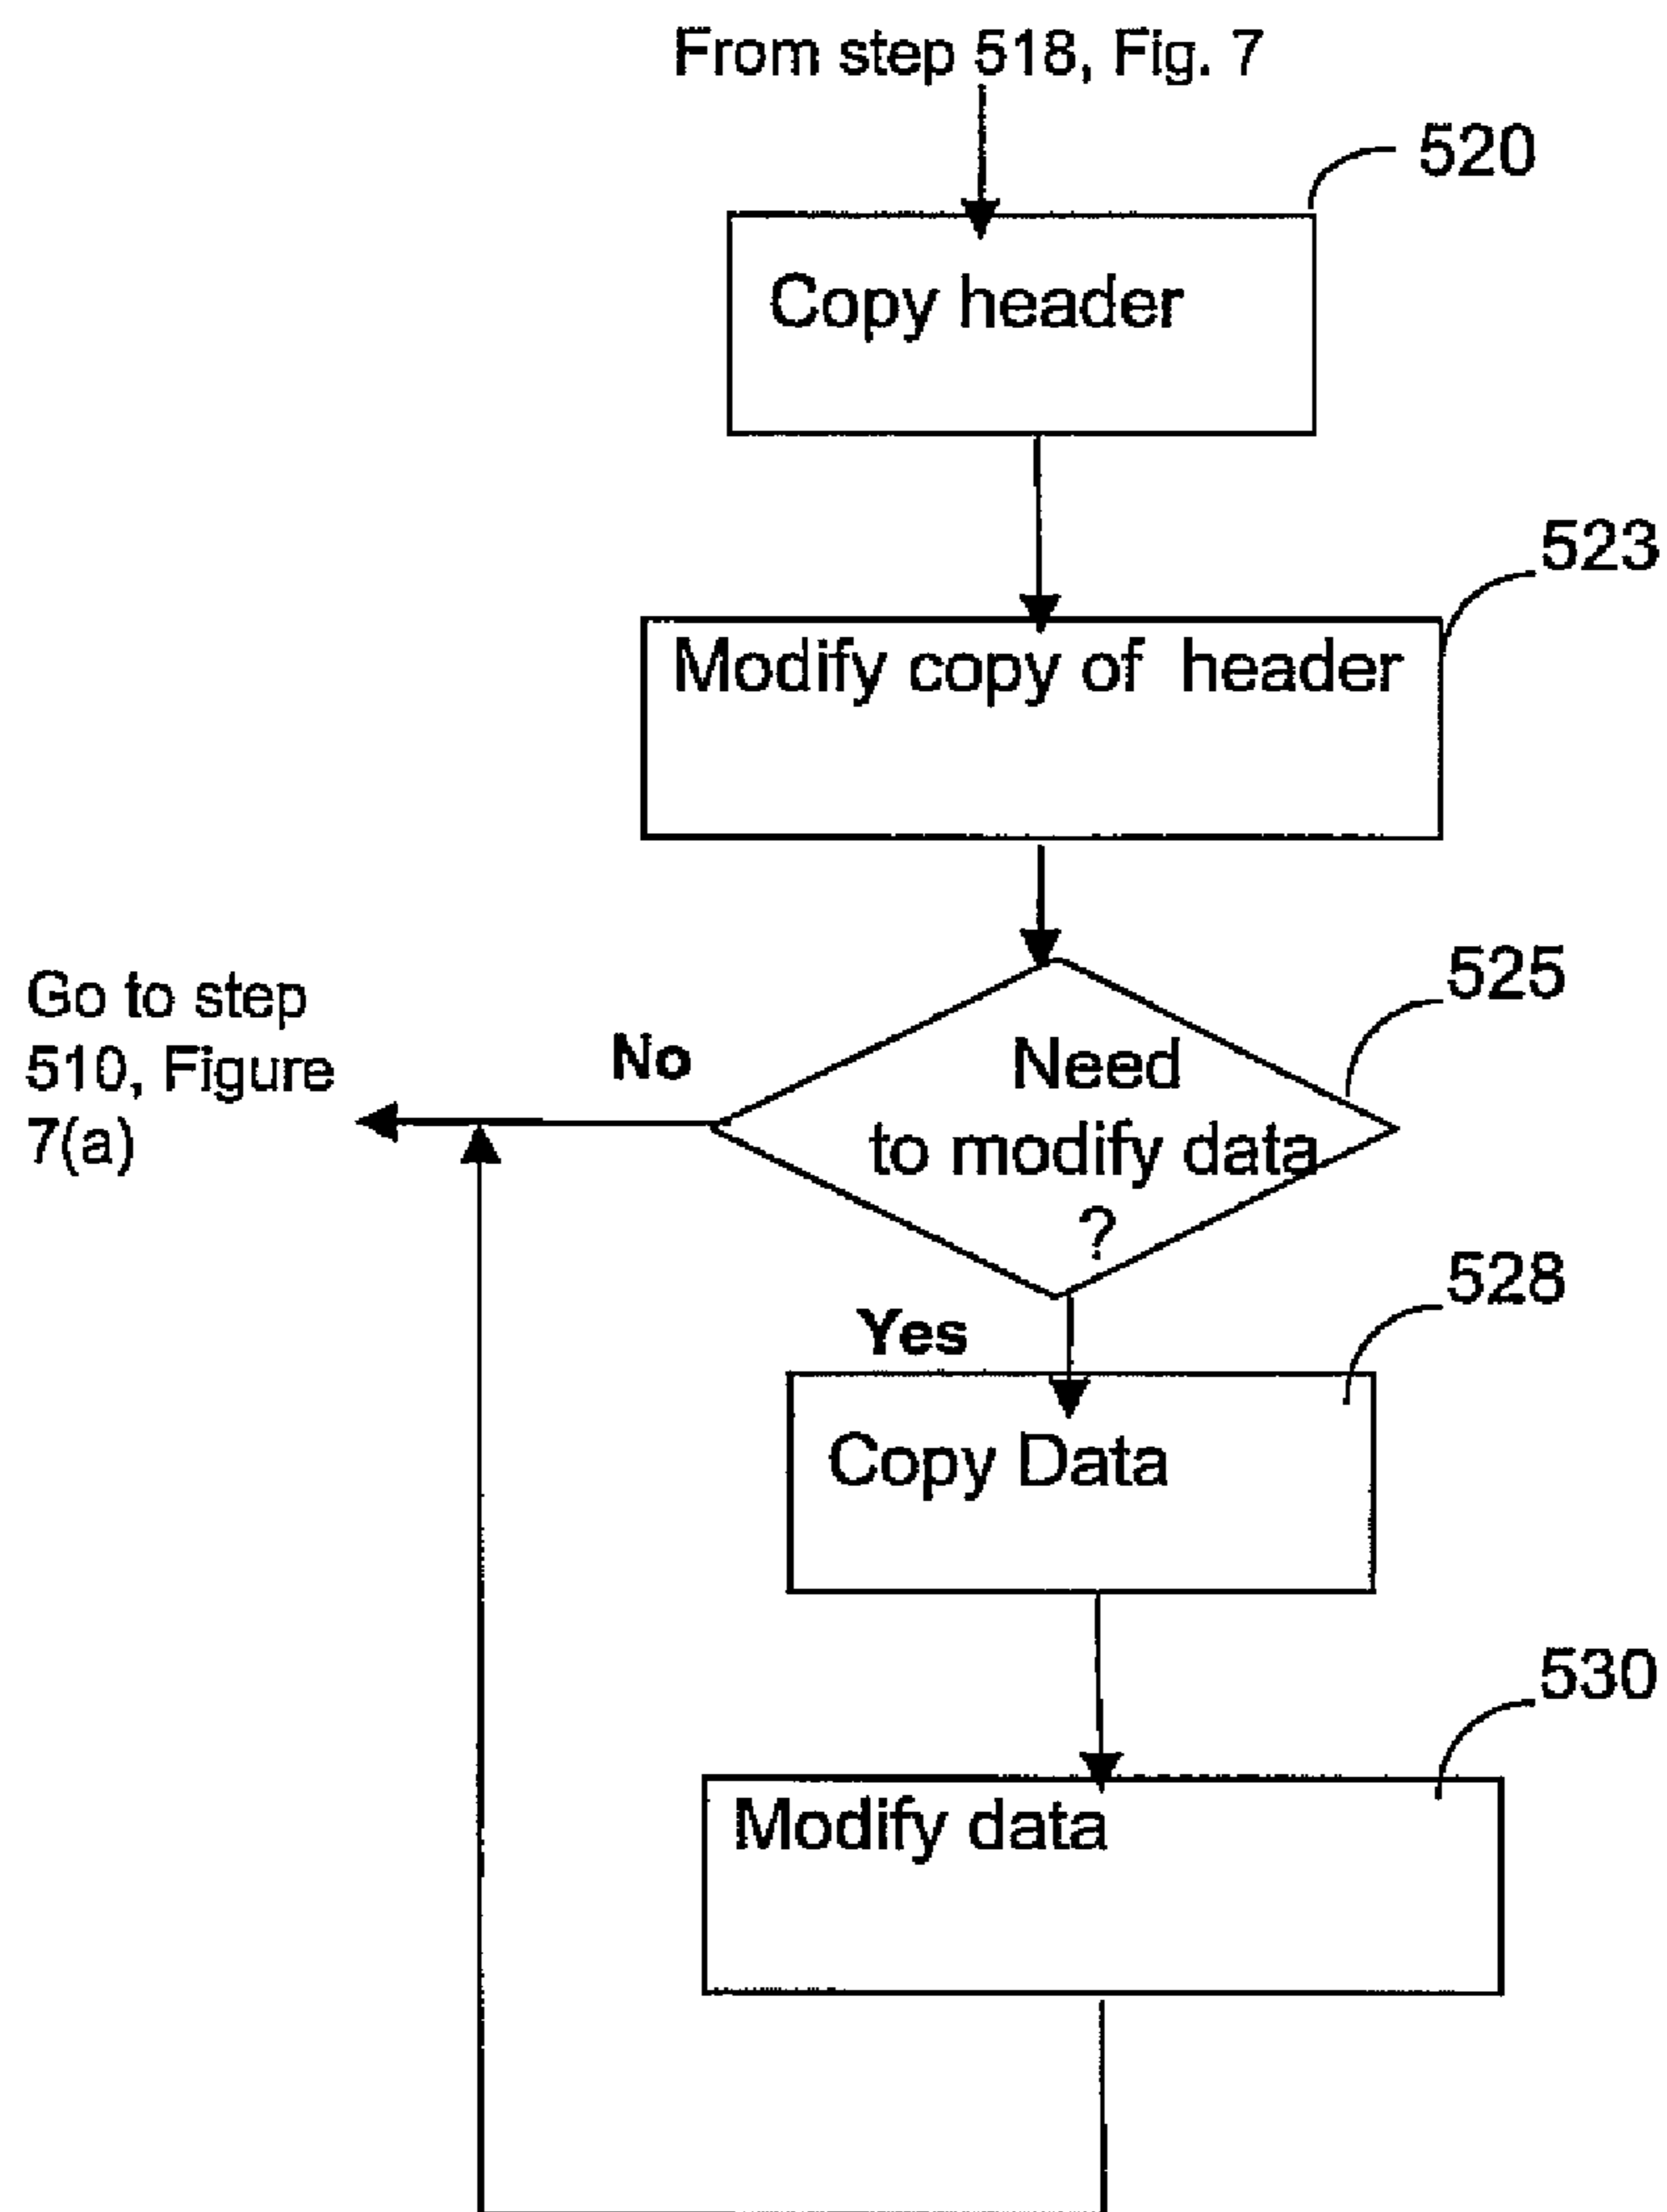 From step 518, Fig. 7
520
Copy header
523
Modify copy of header
525
Go to step
510, Figure
7(a)
No
Need
to modify data
?
528
Yes
Copy Data
530
Modify data